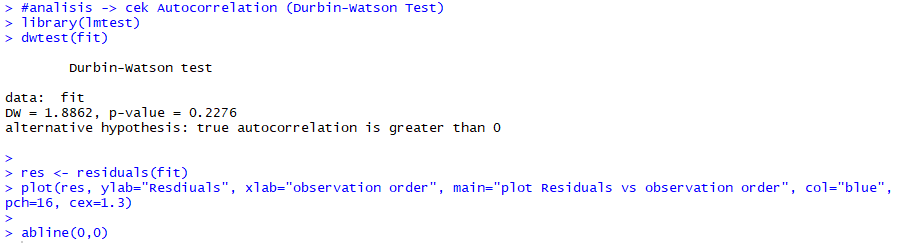 > #analisis -> cek Autocorrelation (Durbin-Watson Test)
> library(lmtest)
> dwtest(fit)
Durbin-Watson test
data: fit
DW = 1.8862, p-value = 0.2276
alternative hypothesis: true autocorrelation is greater than 0
>
> res <- residuals(fit)
> plot(res, ylab="Resdiuals", xlab="observation order", main="plot Residuals vs observation order", col="blue",
pch=16, cex=1.3)
>
> abline(0,0)